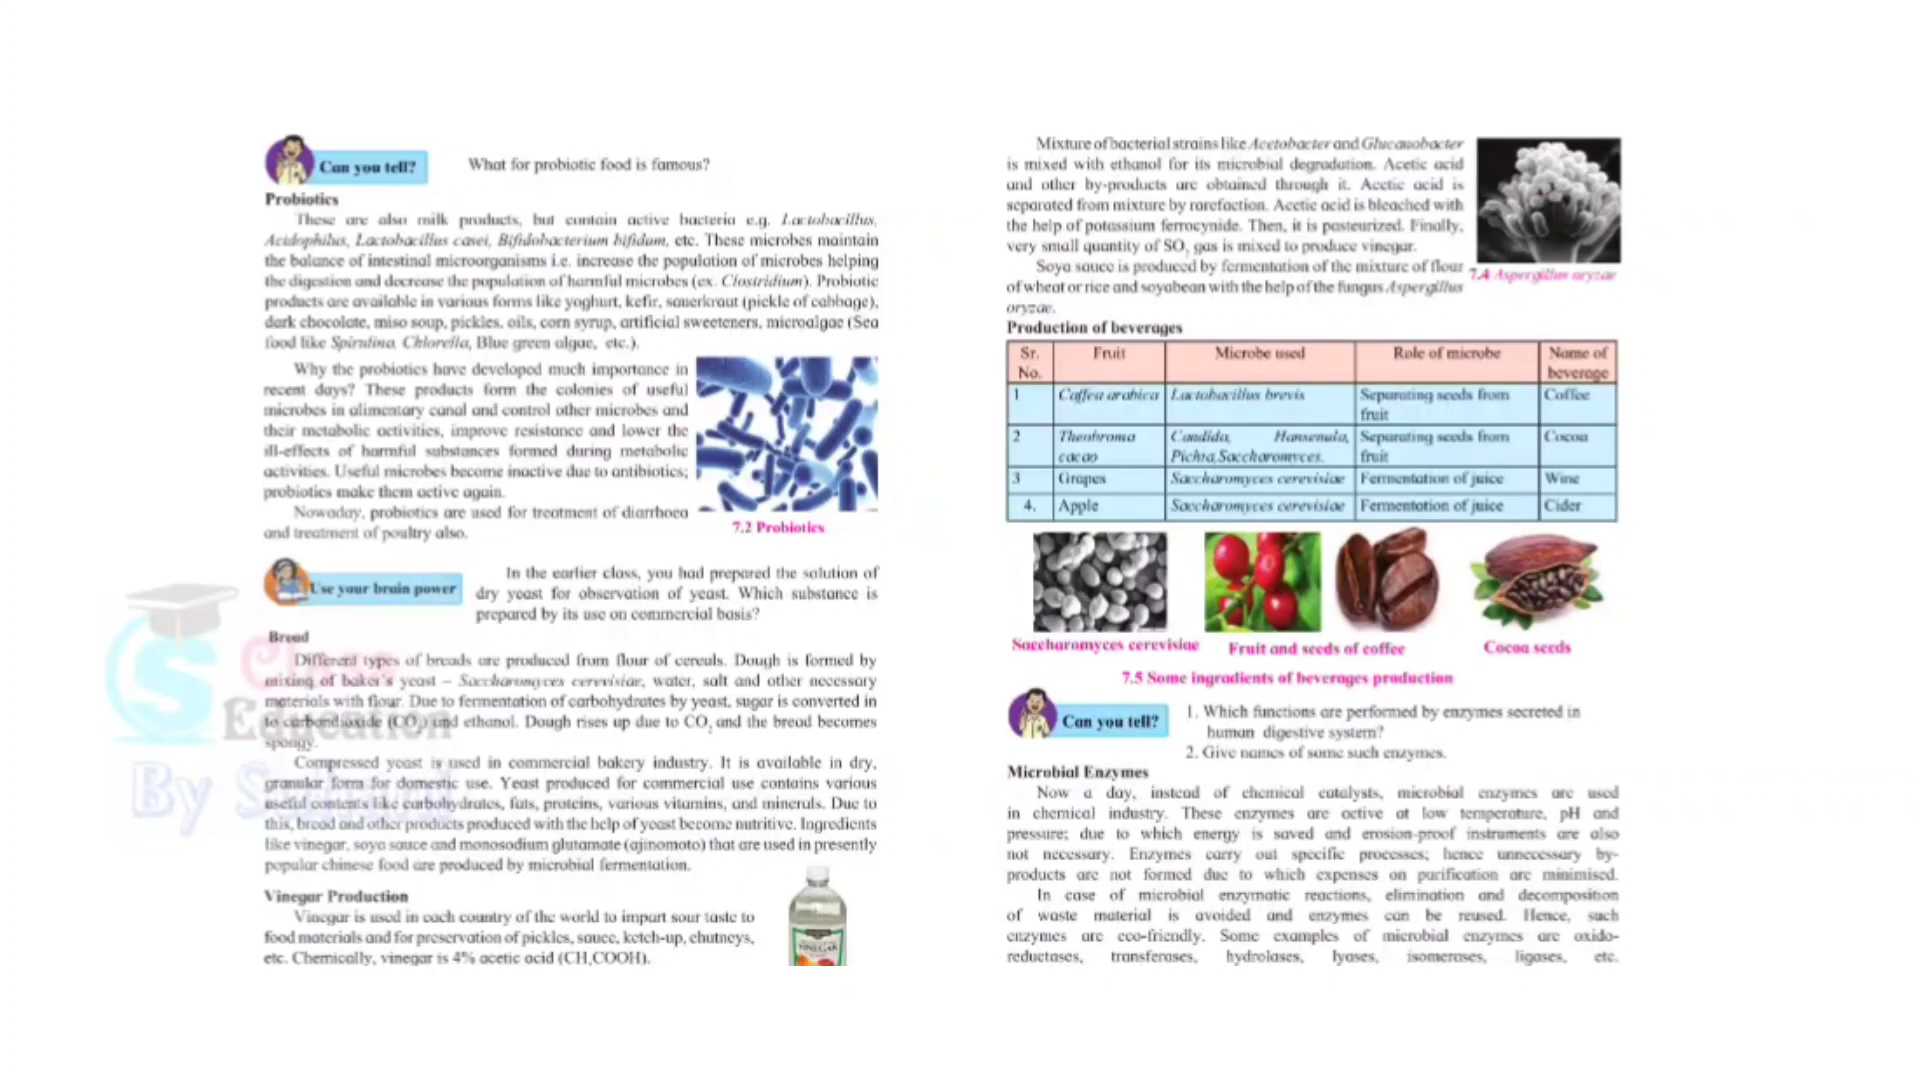 Can you tell?
What for probiotic food is famous?
Probiotics
These are also milk products, but contain active bacteria e.g. Lactobacillus,
Acidophilus, Lactobacillus casei, Bifidobacterium bifidum, etc. These microbes maintain
the balance of intestinal microorganisms i.e. increase the population of microbes helping
the digestion and decrease the population of harmful microbes (ex. Clostridium). Probiotic
products are available in various forms like yoghurt, kefir, sauerkraut (pickle of cabbage),
dark chocolate, miso soup, pickles, oils, corn syrup, artificial sweeteners, microalgae (Sea
food like Spirulina, Chlorella, Blue green algae, etc.).
Why the probiotics have developed much importance in
recent days? These products form the colonies of useful
microbes in alimentary canal and control other microbes and
their metabolic activities, improve resistance and lower the
ill-effects of harmful substances formed during metabolic
activities. Useful microbes become inactive due to antibiotics;
probiotics make them active again.
Nowaday, probiotics are used for treatment of diarrhoea
and treatment of poultry also.
7.2 Probiotics
Use your brain power
In the earlier class, you had prepared the solution of
dry yeast for observation of yeast. Which substance is
prepared by its use on commercial basis?
Bread
Different types of breads are produced from flour of cereals. Dough is formed by
mixing of baker's yeast – Saccharomyces cerevisiae, water, salt and other necessary
materials with flour. Due to fermentation of carbohydrates by yeast, sugar is converted in
to carbondioxide (CO2) and ethanol. Dough rises up due to CO2 and the bread becomes
spongy.
Compressed yeast is used in commercial bakery industry. It is available in dry,
granular form for domestic use. Yeast produced for commercial use contains various
useful contents like carbohydrates, fats, proteins, various vitamins, and minerals. Due to
this, bread and other products produced with the help of yeast become nutritive. Ingredients
like vinegar, soya sauce and monosodium glutamate (ajinomoto) that are used in presently
popular chinese food are produced by microbial fermentation.
Vinegar Production
Vinegar is used in each country of the world to impart sour taste to
food materials and for preservation of pickles, sauce, ketch-up, chutneys,
etc. Chemically, vinegar is 4% acetic acid (CH3COOH).
VINEGAR
Education
By
Mixture of bacterial strains like Acetobacter and Glucanobacter
is mixed with ethanol for its microbial degradation. Acetic acid
and other by-products are obtained through it. Acetic acid is
separated from mixture by rarefaction. Acetic acid is bleached with
the help of potassium ferrocynide. Then, it is pasteurized. Finally,
very small quantity of SO2 gas is mixed to produce vinegar.
Soya sauce is produced by fermentation of the mixture of flour
of wheat or rice and soyabean with the help of the fungus Aspergillus
oryzae.
7.4 Aspergillus oryzae
Production of beverages
Sr. No. Fruit Microbe used Role of microbe Name of beverage
1 Coffea arabica Lactobacillus brevis Separating seeds from fruit Coffee
2 Theobroma cacao Candida, Hansenula, Pichia, Saccharomyces. Separating seeds from fruit Cocoa
3 Grapes Saccharomyces cerevisiae Fermentation of juice Wine
4. Apple Saccharomyces cerevisiae Fermentation of juice Cider
Saccharomyces cerevisiae
Fruit and seeds of coffee
Cocoa seeds
7.5 Some ingredients of beverages production
Can you tell?
1. Which functions are performed by enzymes secreted in
human digestive system?
2. Give names of some such enzymes.
Microbial Enzymes
Now a day, instead of chemical catalysts, microbial enzymes are used
in chemical industry. These enzymes are active at low temperature, pH and
pressure; due to which energy is saved and erosion-proof instruments are also
not necessary. Enzymes carry out specific processes; hence unnecessary by-
products are not formed due to which expenses on purification are minimised.
In case of microbial enzymatic reactions, elimination and decomposition
of waste material is avoided and enzymes can be reused. Hence, such
enzymes are eco-friendly. Some examples of microbial enzymes are oxido-
reductases, transferases, hydrolases, lyases, isomerases, ligases, etc.